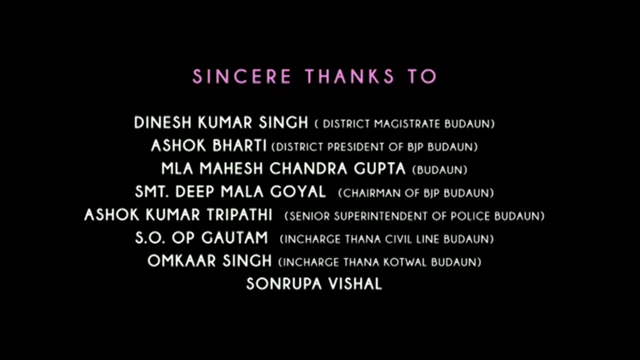 SINCERE THANKS TO
DINESH KUMAR SINGH ( DISTRICT MAGISTRATE BUDAUN)
ASHOK BHARTI (DISTRICT PRESIDENT OF BJP BUDAUN)
MLA MAHESH CHANDRA GUPTA (BUDAUN)
SMT. DEEP MALA GOYAL (CHAIRMAN OF BJP BUDAUN)
ASHOK KUMAR TRIPATHI (SENIOR SUPERINTENDENT OF POLICE BUDAUN)
S.O. OP GAUTAM (INCHARGE THANA CIVIL LINE BUDAUN)
OMKAAR SINGH (INCHARGE THANA KOTWAL BUDAUN)
SONRUPA VISHAL